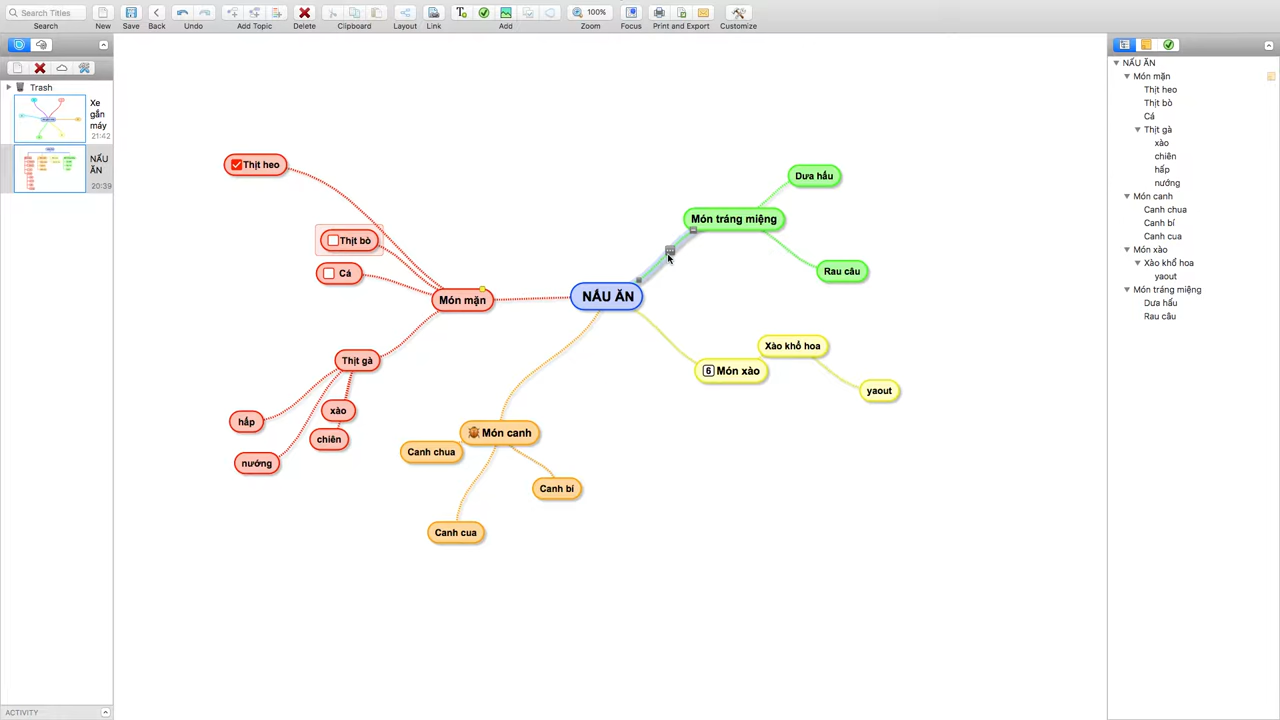 Search Titles
100%
Search
New
Save
Back
Undo
Add Topic
Delete
Clipboard
Layout
Link
Add
Zoom
Focus
Print and Export
Customize
Trash
Xe gắn máy
21:42
NẤU ĂN
20:39
ACTIVITY
Thịt heo
Thịt bò
Cá
Món mặn
Thịt gà
hấp
xào
chiên
nướng
NẤU ĂN
Món canh
Canh chua
Canh bí
Canh cua
Món tráng miệng
Dưa hấu
Rau câu
6 Món xào
Xào khổ hoa
yaout
NẤU ĂN
Món mặn
Thịt heo
Thịt bò
Cá
Thịt gà
xào
chiên
hấp
nướng
Món canh
Canh chua
Canh bí
Canh cua
Món xào
Xào khổ hoa
yaout
Món tráng miệng
Dưa hấu
Rau câu